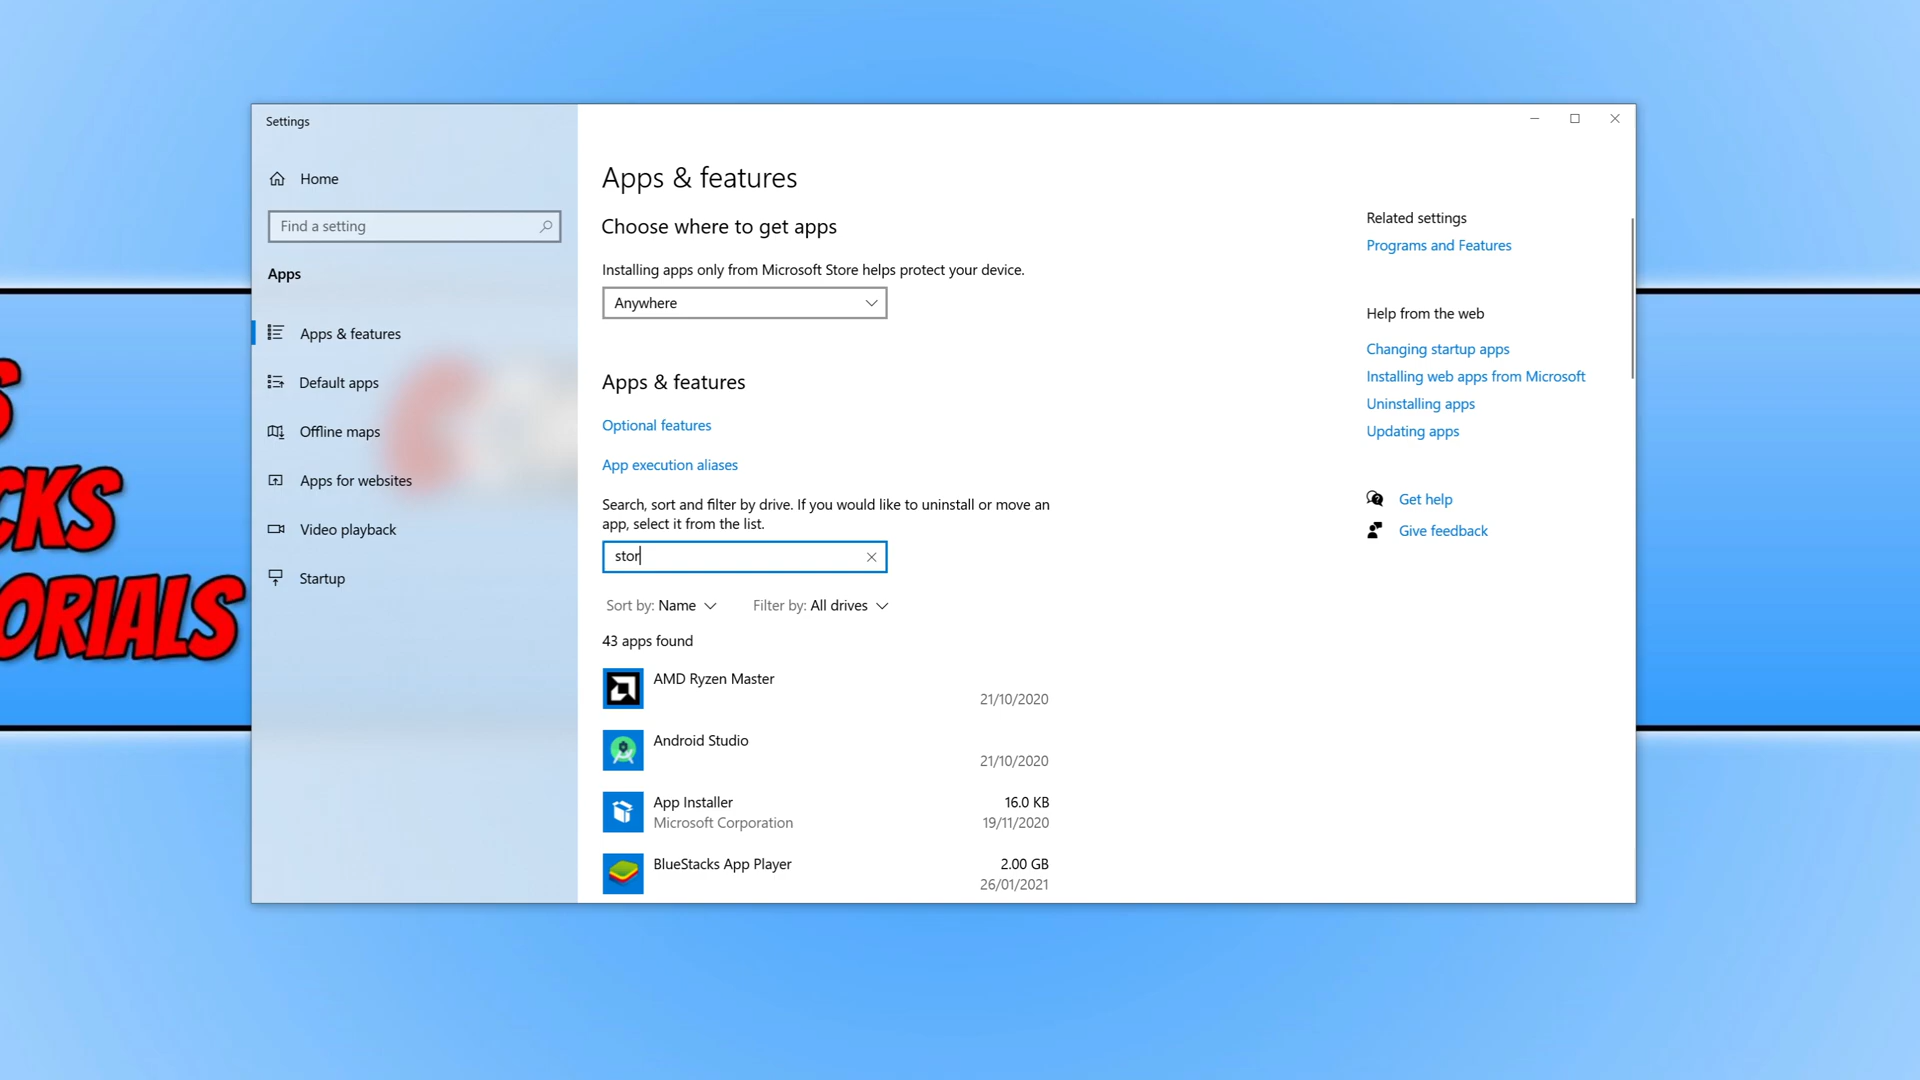 Settings
Home
Find a setting
Apps
Apps & features
Default apps
Offline maps
Apps for websites
Video playback
Startup
Apps & features
Choose where to get apps
Installing apps only from Microsoft Store helps protect your device.
Anywhere
Apps & features
Optional features
App execution aliases
Search, sort and filter by drive. If you would like to uninstall or move an
app, select it from the list.
stor
Sort by: Name
Filter by: All drives
43 apps found
AMD Ryzen Master
21/10/2020
Android Studio
21/10/2020
App Installer
16.0 KB
Microsoft Corporation
19/11/2020
BlueStacks App Player
2.00 GB
26/01/2021
Related settings
Programs and Features
Help from the web
Changing startup apps
Installing web apps from Microsoft
Uninstalling apps
Updating apps
Get help
Give feedback
S
CKS
ORIALS